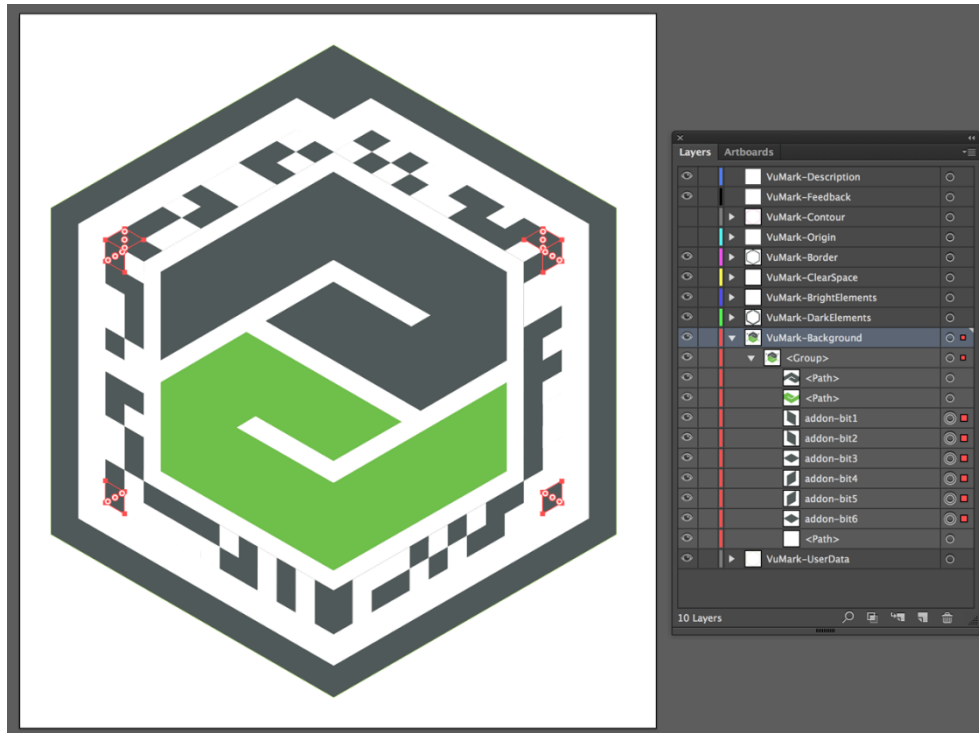 Layers Artboards
VuMark-Description
VuMark-Feedback
VuMark-Contour
VuMark-Origin
VuMark-Border
VuMark-ClearSpace
VuMark-BrightElements
VuMark-DarkElements
VuMark-Background
<Group>
<Path>
<Path>
addon-bit1
addon-bit2
addon-bit3
addon-bit4
addon-bit5
addon-bit6
<Path>
VuMark-UserData
10 Layers